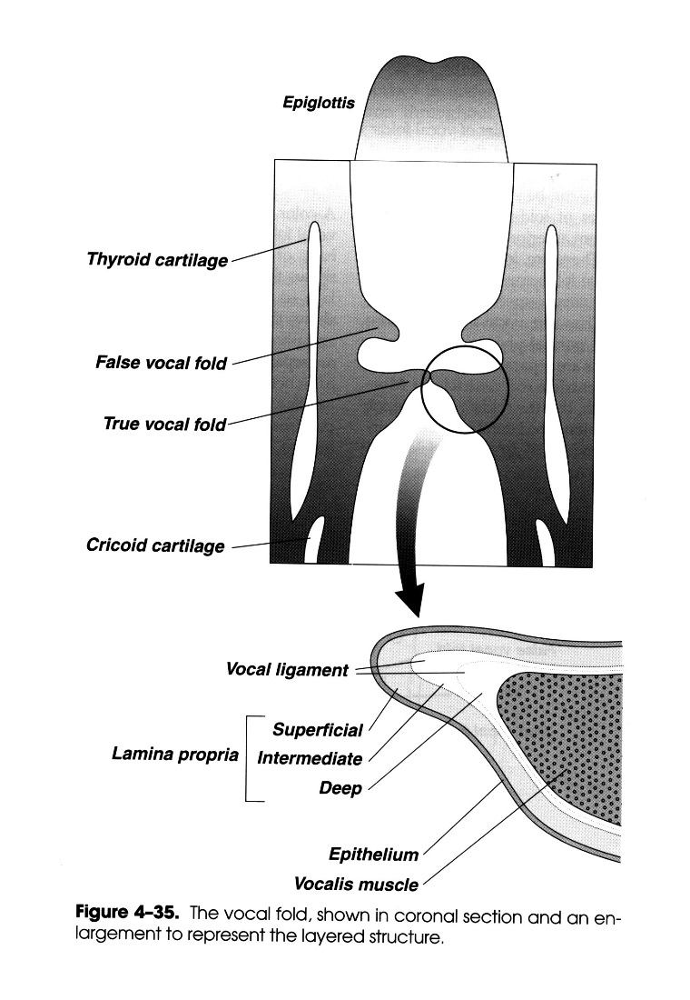 Epiglottis
Thyroid cartilage
False vocal fold
True vocal fold
Cricoid cartilage
Vocal ligament
Lamina propria
Superficial
Intermediate
Deep
Epithelium
Vocalis muscle
Figure 4–35. The vocal fold, shown in coronal section and an en-
largement to represent the layered structure.